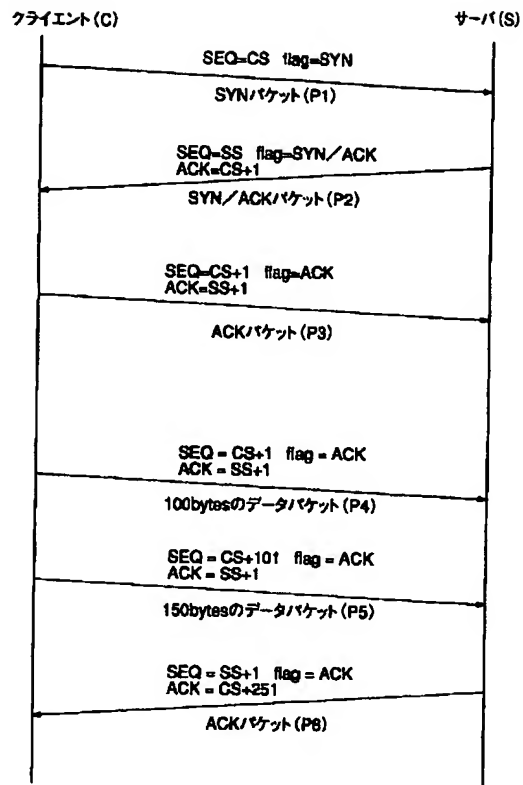 クライアント(C)
サーバ(S)
SEQ=CS flag=SYN
SYNパケット(P1)
SEQ=SS flag=SYN/ACK
ACK=CS+1
SYN/ACKパケット(P2)
SEQ=CS+1 flag=ACK
ACK=SS+1
ACKパケット(P3)
SEQ = CS+1 flag = ACK
ACK = SS+1
100bytesのデータパケット(P4)
SEQ = CS+101 flag = ACK
ACK = SS+1
150bytesのデータパケット(P5)
SEQ = SS+1 flag = ACK
ACK = CS+251
ACKパケット(P6)